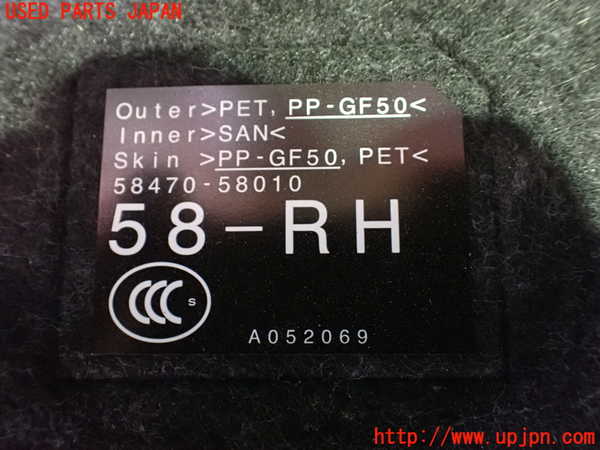 USED PARTS JAPAN
Outer>PET, PP-GF50<
Inner>SAN<
Skin >PP-GF50, PET<
58470-58010
58-RH
CCC S
A052069
http://www.upjpn.com/